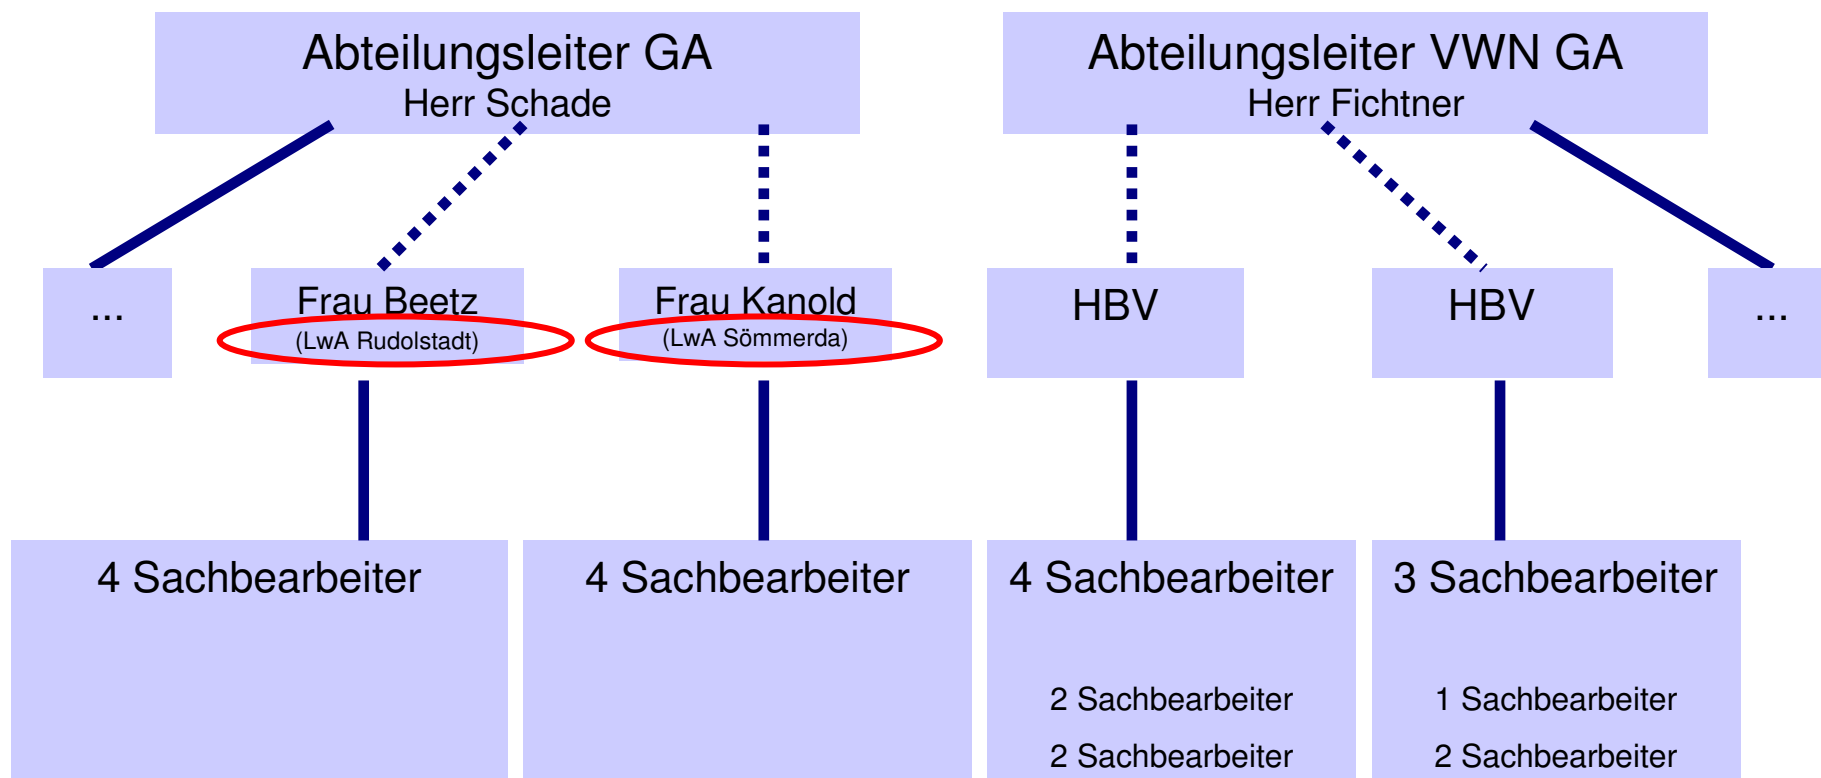 Abteilungsleiter GA
Herr Schade
Abteilungsleiter VWN GA
Herr Fichtner
...
Frau Beetz
(LwA Rudolstadt)
Frau Kanold
(LwA Sömmerda)
HBV
HBV
...
4 Sachbearbeiter
4 Sachbearbeiter
4 Sachbearbeiter
2 Sachbearbeiter
2 Sachbearbeiter
3 Sachbearbeiter
1 Sachbearbeiter
2 Sachbearbeiter